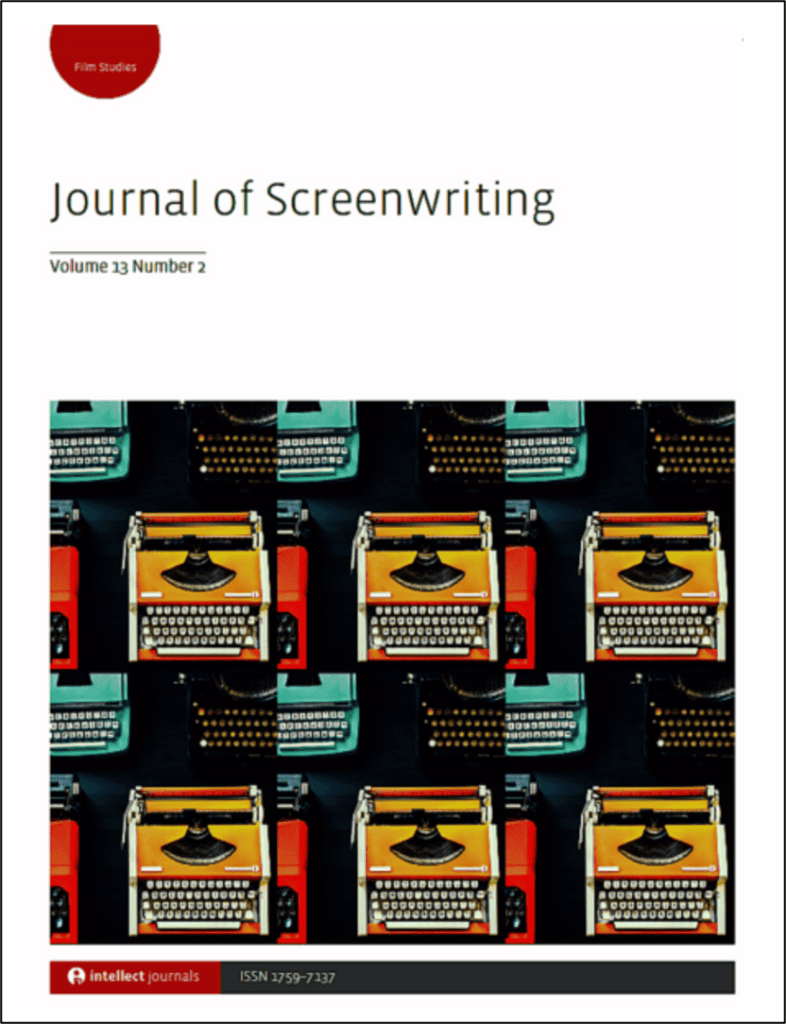 Film Studies
Journal of Screenwriting
Volume 13 Number 2
intellect journals ISSN 1759–7137